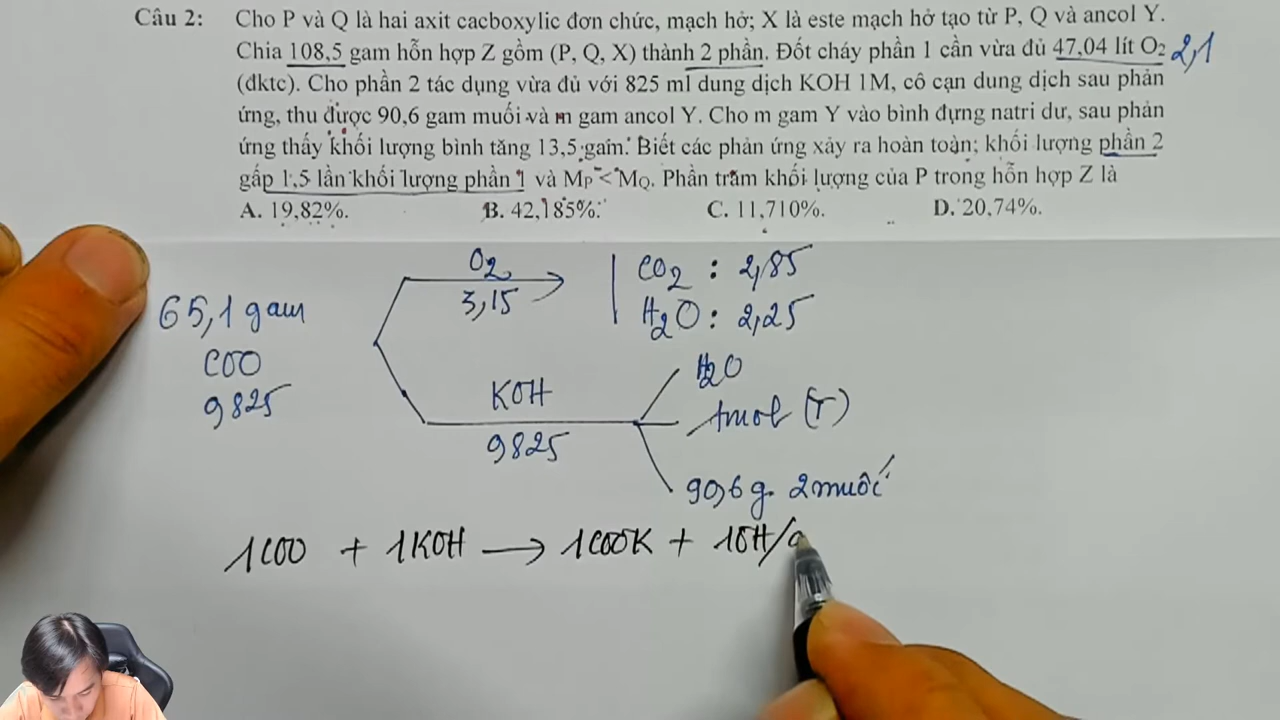 Câu 2: Cho P và Q là hai axit cacboxylic đơn chức, mạch hở; X là este mạch hở tạo từ P, Q và ancol Y.
Chia 108,5 gam hỗn hợp Z gồm (P, Q, X) thành 2 phần. Đốt cháy phần 1 cần vừa đủ 47,04 lít O2 2,1
(đktc). Cho phần 2 tác dụng vừa đủ với 825 ml dung dịch KOH 1M, cô cạn dung dịch sau phản
ứng, thu được 90,6 gam muối và m gam ancol Y. Cho m gam Y vào bình đựng natri dư, sau phản
ứng thấy khối lượng bình tăng 13,5 gam. Biết các phản ứng xảy ra hoàn toàn; khối lượng phần 2
gấp 1,5 lần khối lượng phần 1 và MP < MQ. Phần trăm khối lượng của P trong hỗn hợp Z là
A. 19,82%. B. 42,185%. C. 11,710%. D. 20,74%.
O2
3,15
CO2 : 2,85
H2O : 2,25
65,1 gam
COO
0,825
KOH
0,825
H2O
Ancol (Y)
90,6 g 2 muối
1COO + 1KOH → 1COOK + 1OH/